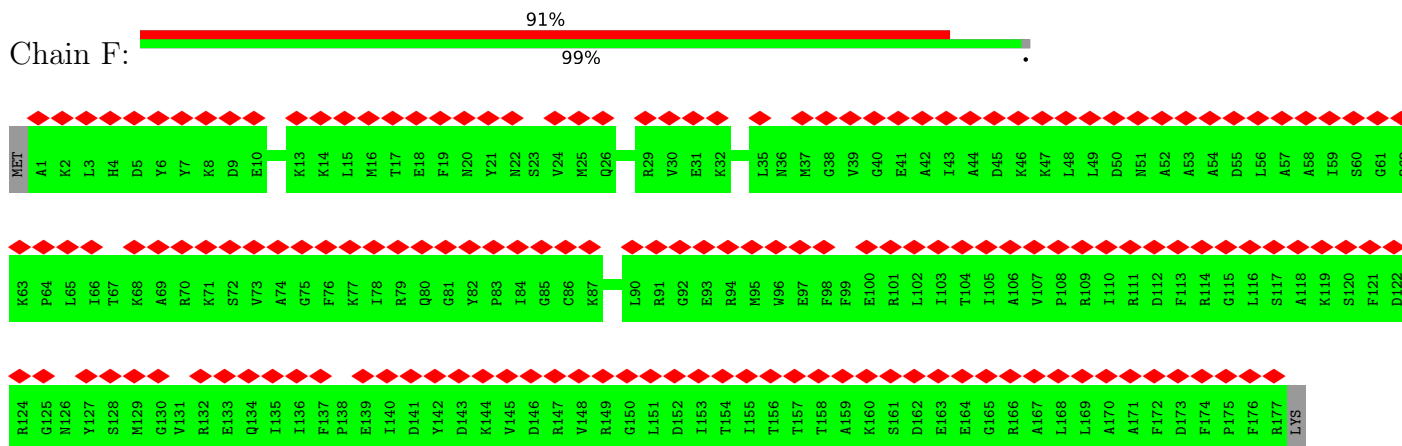 91%
Chain F:
99%
.
MET A1 K2 L3 H4 D5 Y6 Y7 K8 D9 E10 K13 K14 L15 M16 T17 E18 F19 N20 Y21 N22 S23 V24 M25 Q26 R29 V30 E31 K32 L35 N36 M37 G38 V39 G40 E41 A42 I43 A44 D45 K46 K47 L48 L49 D50 N51 A52 A53 A54 D55 L56 A57 A58 I59 S60 G61
K63 P64 L65 I66 T67 K68 A69 R70 K71 S72 V73 A74 G75 F76 K77 I78 R79 Q80 G81 Y82 P83 I84 G85 C86 K87 L90 R91 G92 E93 R94 M95 W96 E97 F98 F99 E100 R101 L102 I103 T104 I105 A106 V107 P108 R109 I110 R111 D112 F113 R114 G115 L116 S117 A118 K119 S120 F121 D122
R124 G125 N126 Y127 S128 M129 G130 V131 R132 E133 Q134 I135 I136 F137 P138 E139 I140 D141 Y142 D143 K144 V145 D146 R147 V148 R149 G150 L151 D152 I153 T154 I155 T156 T157 T158 A159 K160 S161 D162 E163 E164 G165 R166 A167 L168 L169 A170 A171 F172 D173 F174 P175 F176 R177 LYS